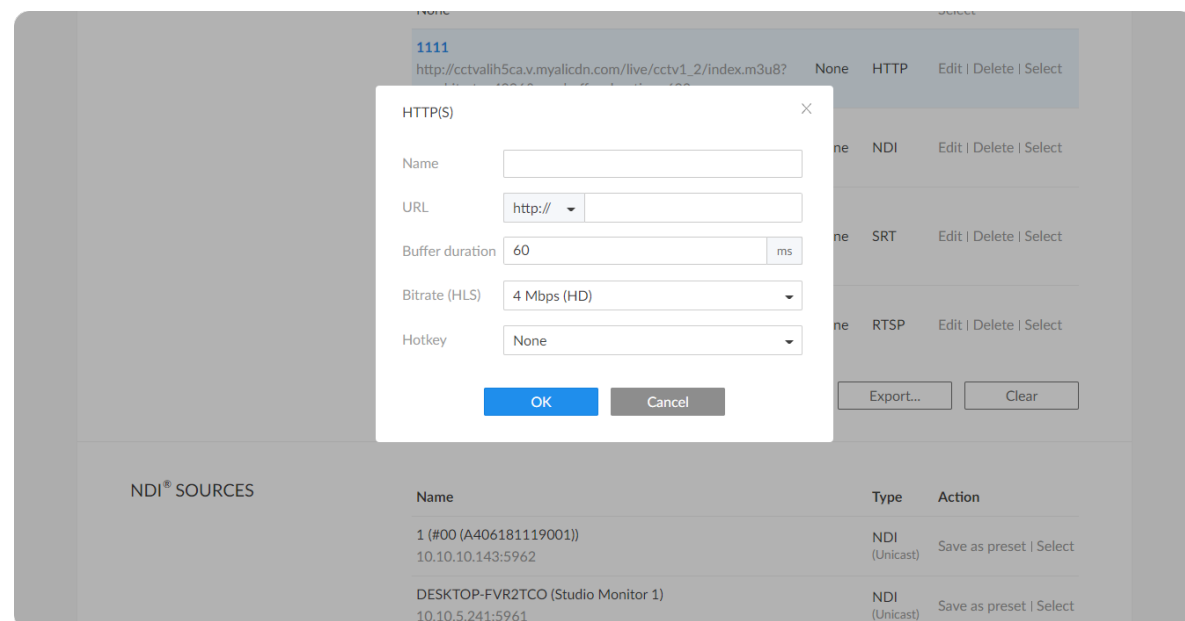 None Select
1111
http://cctvalih5ca.v.myalicdn.com/live/cctv1_2/index.m3u8? None HTTP Edit | Delete | Select
HTTP(S)
Name
ne NDI Edit | Delete | Select
URL http://
ne SRT Edit | Delete | Select
Buffer duration 60 ms
Bitrate (HLS) 4 Mbps (HD)
ne RTSP Edit | Delete | Select
Hotkey None
OK Cancel
Export... Clear
NDI® SOURCES
Name Type Action
1 (#00 (A406181119001)) NDI
10.10.10.143:5962 (Unicast) Save as preset | Select
DESKTOP-FVR2TCO (Studio Monitor 1) NDI
10.10.5.241:5961 (Unicast) Save as preset | Select